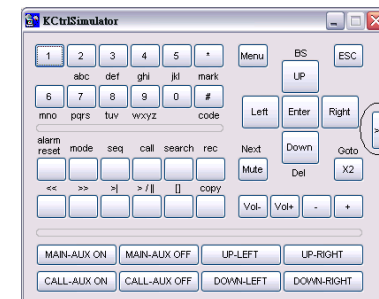 KCtrlSimulator
1 2 3 4 5 * Menu BS ESC
abc def ghi jkl mark UP
6 7 8 9 0 # Left Enter Right
mno pqrs tuv wxyz code >
alarm reset mode seq call search rec Next Down Goto
Mute Del X2
<< >> >| > / || [] copy
Vol- Vol+ - +
MAIN-AUX ON MAIN-AUX OFF UP-LEFT UP-RIGHT
CALL-AUX ON CALL-AUX OFF DOWN-LEFT DOWN-RIGHT